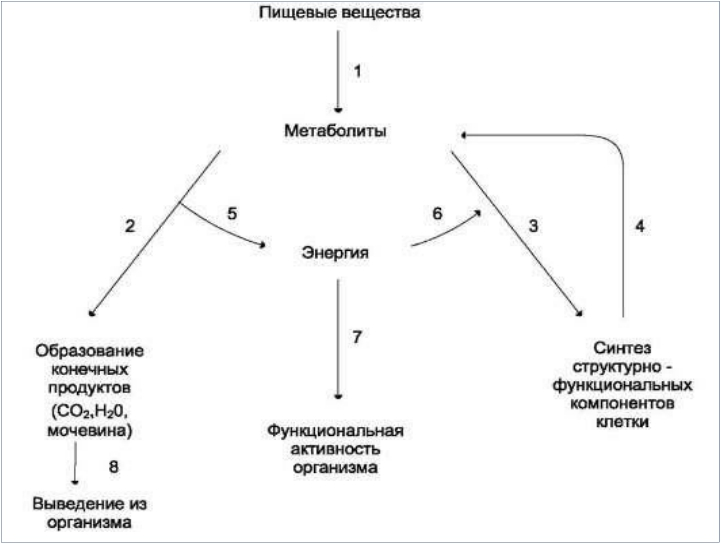 Пищевые вещества
1
Метаболиты
2
5
6
3
4
Энергия
7
Образование
конечных
продуктов
(CO₂,H₂0,
мочевина)
Синтез
структурно -
функциональных
компонентов
клетки
Функциональная
активность
организма
8
Выведение из
организма